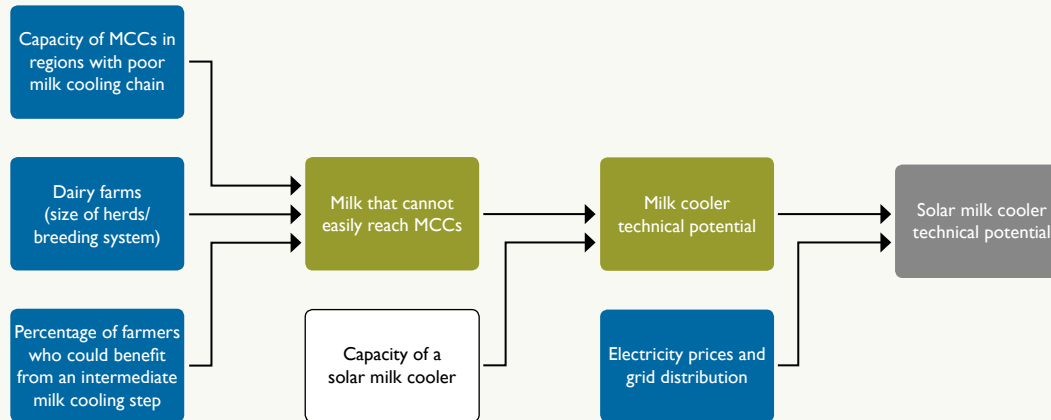 Capacity of MCCs in
regions with poor
milk cooling chain
Dairy farms
(size of herds/
breeding system)
Percentage of farmers
who could benefit
from an intermediate
milk cooling step
Milk that cannot
easily reach MCCs
Capacity of a
solar milk cooler
Milk cooler
technical potential
Electricity prices and
grid distribution
Solar milk cooler
technical potential